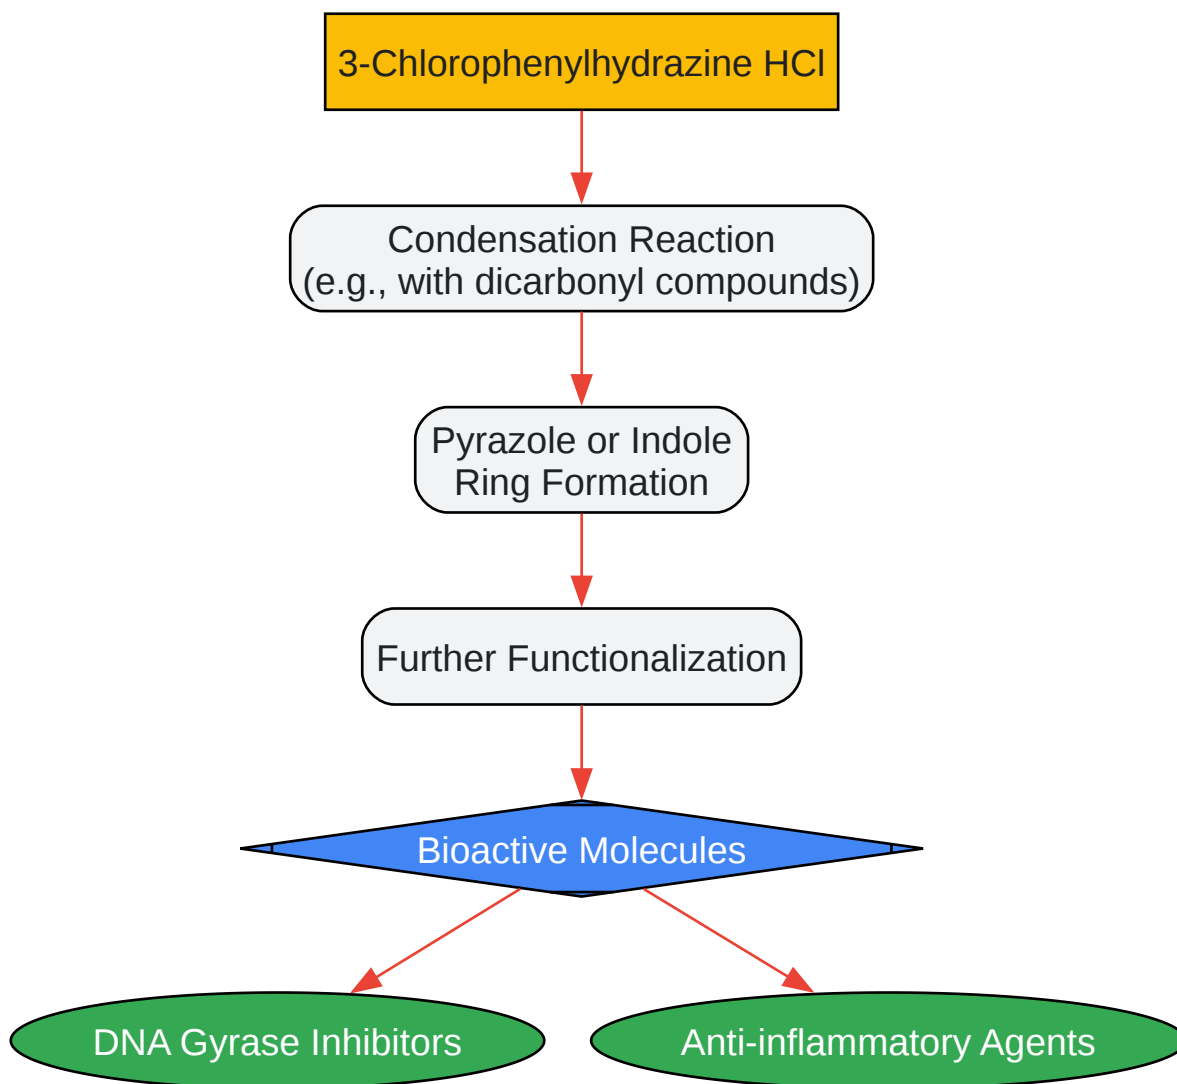 3-Chlorophenylhydrazine HCl
Condensation Reaction
(e.g., with dicarbonyl compounds)
Pyrazole or Indole
Ring Formation
Further Functionalization
Bioactive Molecules
DNA Gyrase Inhibitors
Anti-inflammatory Agents